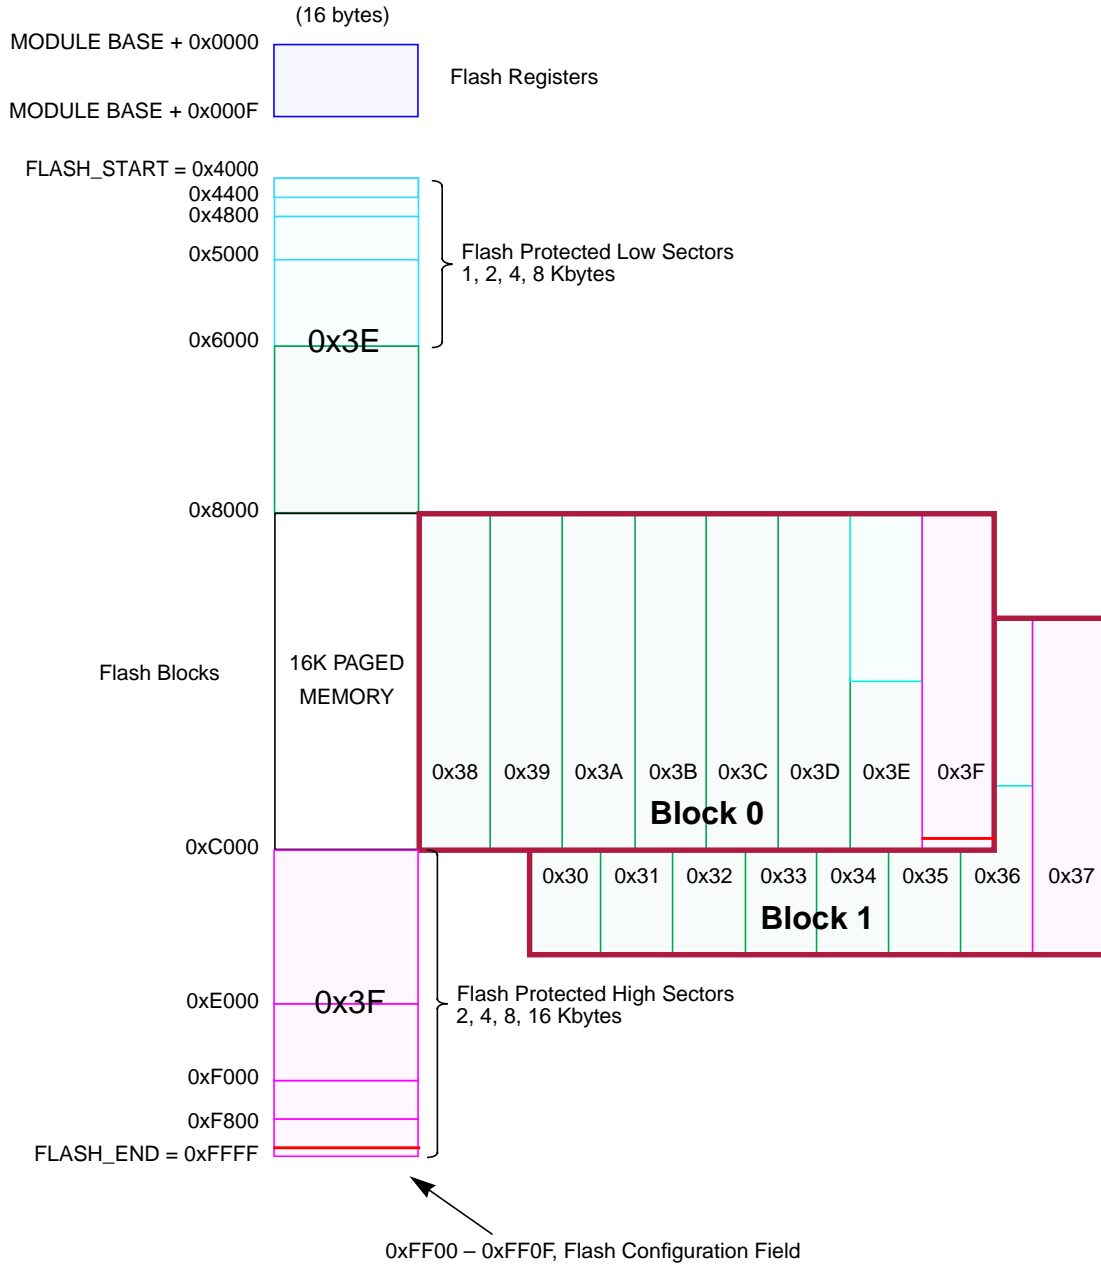 (16 bytes)
MODULE BASE + 0x0000
Flash Registers
MODULE BASE + 0x000F
FLASH_START = 0x4000
0x4400
0x4800
0x5000
Flash Protected Low Sectors
1, 2, 4, 8 Kbytes
0x6000
0x3E
0x8000
Flash Blocks
16K PAGED
MEMORY
0x38
0x39
0x3A
0x3B
0x3C
0x3D
0x3E
0x3F
Block 0
0xC000
0x30
0x31
0x32
0x33
0x34
0x35
0x36
0x37
Block 1
0xE000
0x3F
Flash Protected High Sectors
2, 4, 8, 16 Kbytes
0xF000
0xF800
FLASH_END = 0xFFFF
0xFF00 – 0xFF0F, Flash Configuration Field